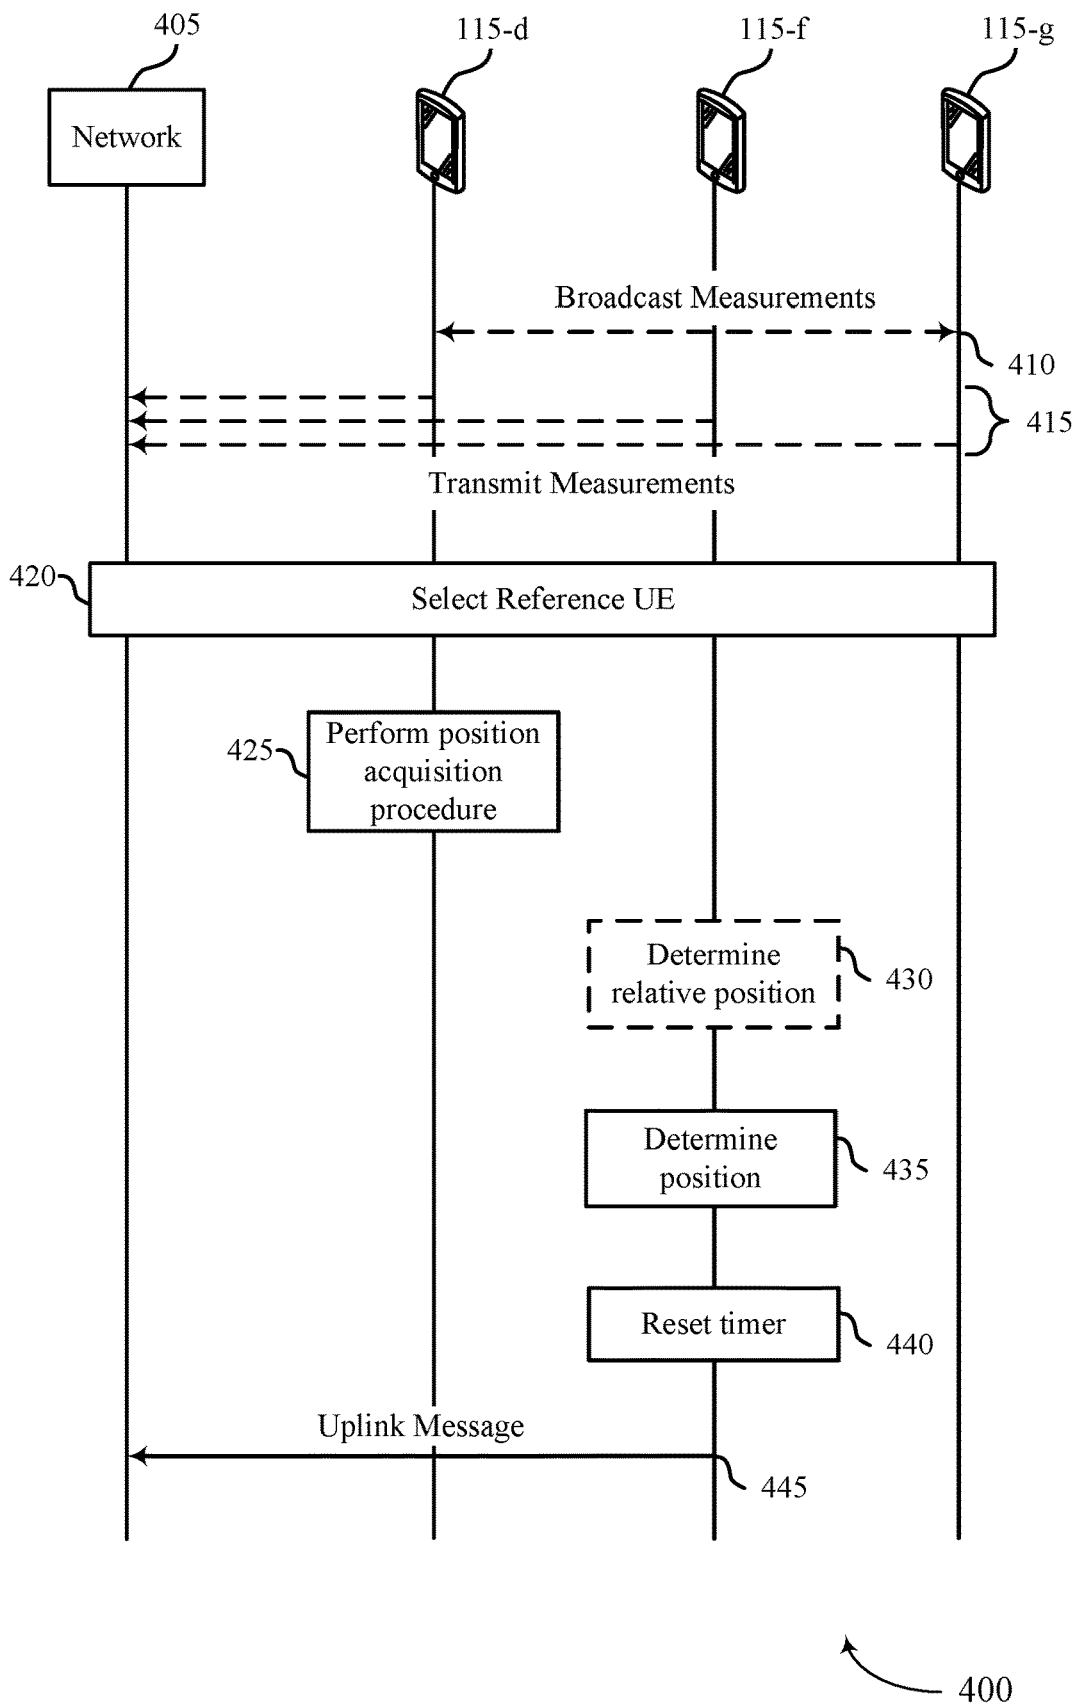 405
115-d
115-f
115-g
Network
Broadcast Measurements
410
415
Transmit Measurements
420
Select Reference UE
425
Perform position
acquisition
procedure
Determine
relative position
430
Determine
position
435
Reset timer
440
Uplink Message
445
400